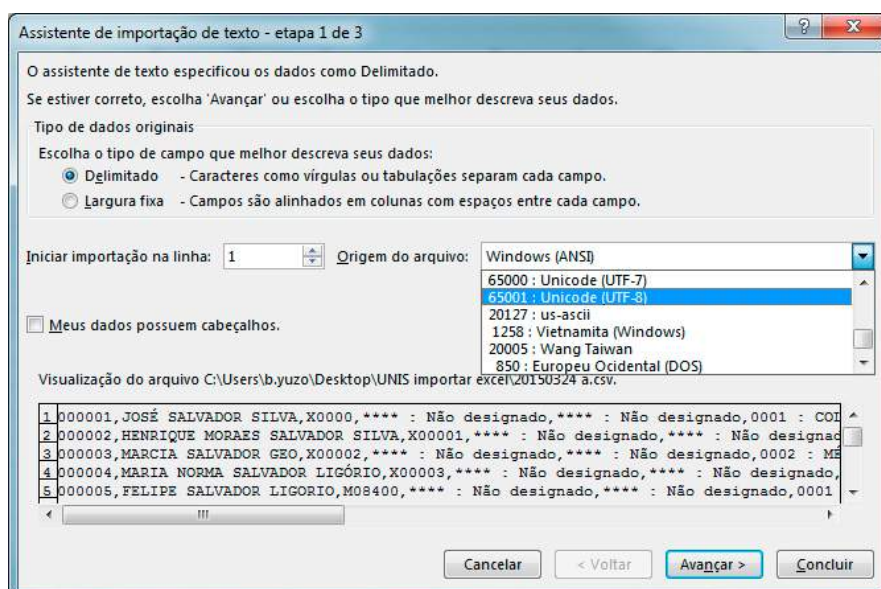 Assistente de importação de texto - etapa 1 de 3
O assistente de texto especificou os dados como Delimitado.
Se estiver correto, escolha 'Avançar' ou escolha o tipo que melhor descreva seus dados.
Tipo de dados originais
Escolha o tipo de campo que melhor descreva seus dados:
Delimitado - Caracteres como vírgulas ou tabulações separam cada campo.
Largura fixa - Campos são alinhados em colunas com espaços entre cada campo.
Iniciar importação na linha: 1 Origem do arquivo: Windows (ANSI)
65000 : Unicode (UTF-7)
65001 : Unicode (UTF-8)
20127 : us-ascii
Meus dados possuem cabeçalhos.
1258 : Vietnamita (Windows)
20005 : Wang Taiwan
850 : Europeu Ocidental (DOS)
Visualização do arquivo C:\Users\b.yuzo\Desktop\UNIS importar excel\20150324 a.csv.
1 000001,JOSÉ SALVADOR SILVA,X0000,**** : Não designado,**** : Não designado,0001 : COI
2 000002,HENRIQUE MORAES SALVADOR SILVA,X00001,**** : Não designado,**** : Não designad
3 000003,MARCIA SALVADOR GEO,X00002,**** : Não designado,**** : Não designado,0002 : MÉ
4 000004,MARIA NORMA SALVADOR LIGÓRIO,X00003,**** : Não designado,**** : Não designado,
5 000005,FELIPE SALVADOR LIGORIO,M08400,**** : Não designado,**** : Não designado,0001
Cancelar < Voltar Avançar > Concluir